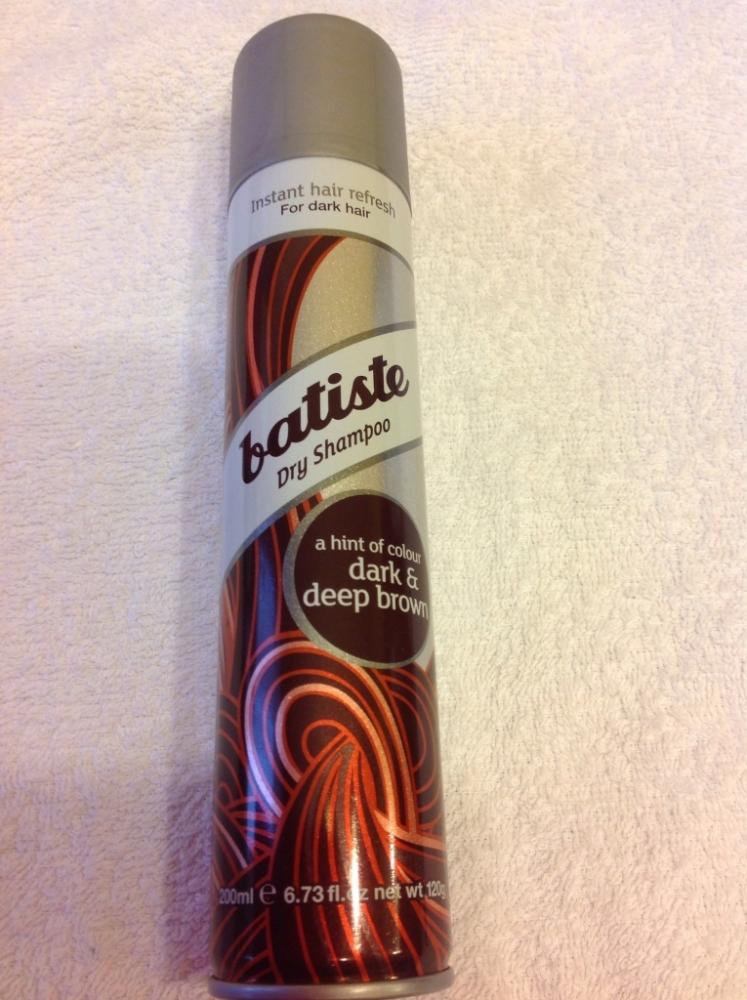 Instant hair refresh
For dark hair
batiste
Dry Shampoo
a hint of colour
dark &
deep brown
200ml ℮ 6.73 fl.oz net wt 120g